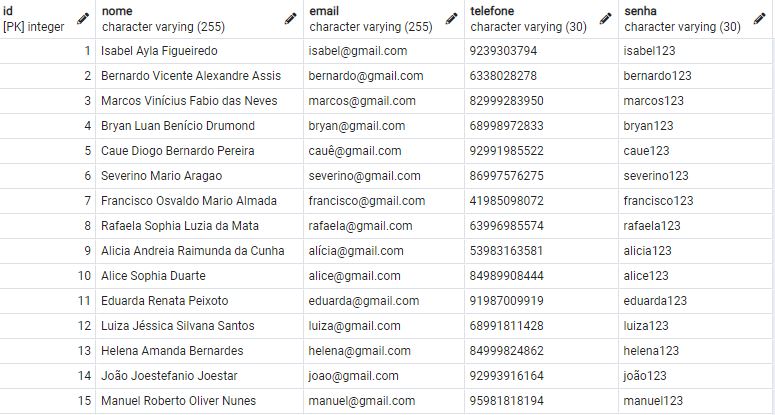 id nome email telefone senha
[PK] integer character varying (255) character varying (255) character varying (30) character varying (30)
1 Isabel Ayla Figueiredo isabel@gmail.com 9239303794 isabel123
2 Bernardo Vicente Alexandre Assis bernardo@gmail.com 6338028278 bernardo123
3 Marcos Vinícius Fabio das Neves marcos@gmail.com 82999283950 marcos123
4 Bryan Luan Benício Drumond bryan@gmail.com 68998972833 bryan123
5 Caue Diogo Bernardo Pereira cauê@gmail.com 92991985522 caue123
6 Severino Mario Aragao severino@gmail.com 86997576275 severino123
7 Francisco Osvaldo Mario Almada francisco@gmail.com 41985098072 francisco123
8 Rafaela Sophia Luzia da Mata rafaela@gmail.com 63996985574 rafaela123
9 Alicia Andreia Raimunda da Cunha alícia@gmail.com 53983163581 alicia123
10 Alice Sophia Duarte alice@gmail.com 84989908444 alice123
11 Eduarda Renata Peixoto eduarda@gmail.com 91987009919 eduarda123
12 Luiza Jéssica Silvana Santos luiza@gmail.com 68991811428 luiza123
13 Helena Amanda Bernardes helena@gmail.com 84999824862 helena123
14 João Joestefanio Joestar joao@gmail.com 92993916164 joão123
15 Manuel Roberto Oliver Nunes manuel@gmail.com 95981818194 manuel123